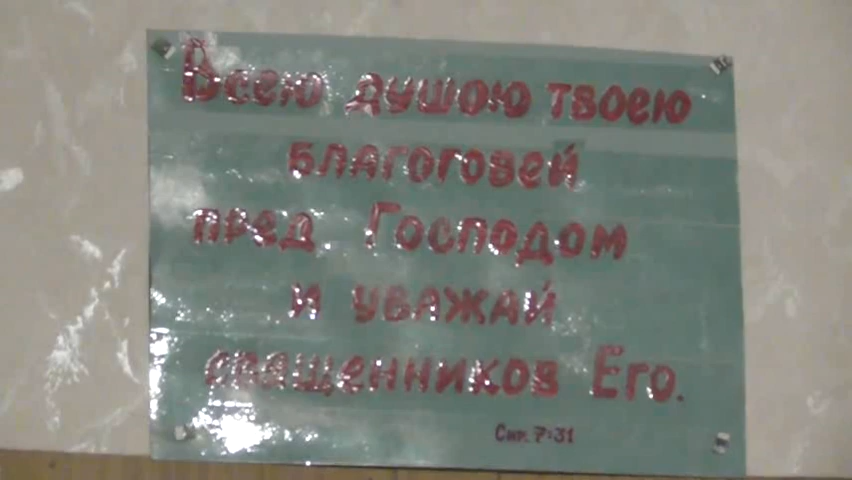 Всею душою твоею
благоговей
пред Господом
и уважай
священников Его.
Сир. 7:31